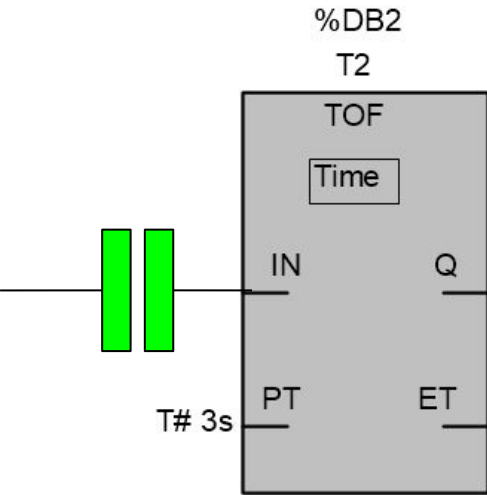 %DB2
T2
TOF
Time
IN Q
PT ET
T# 3s